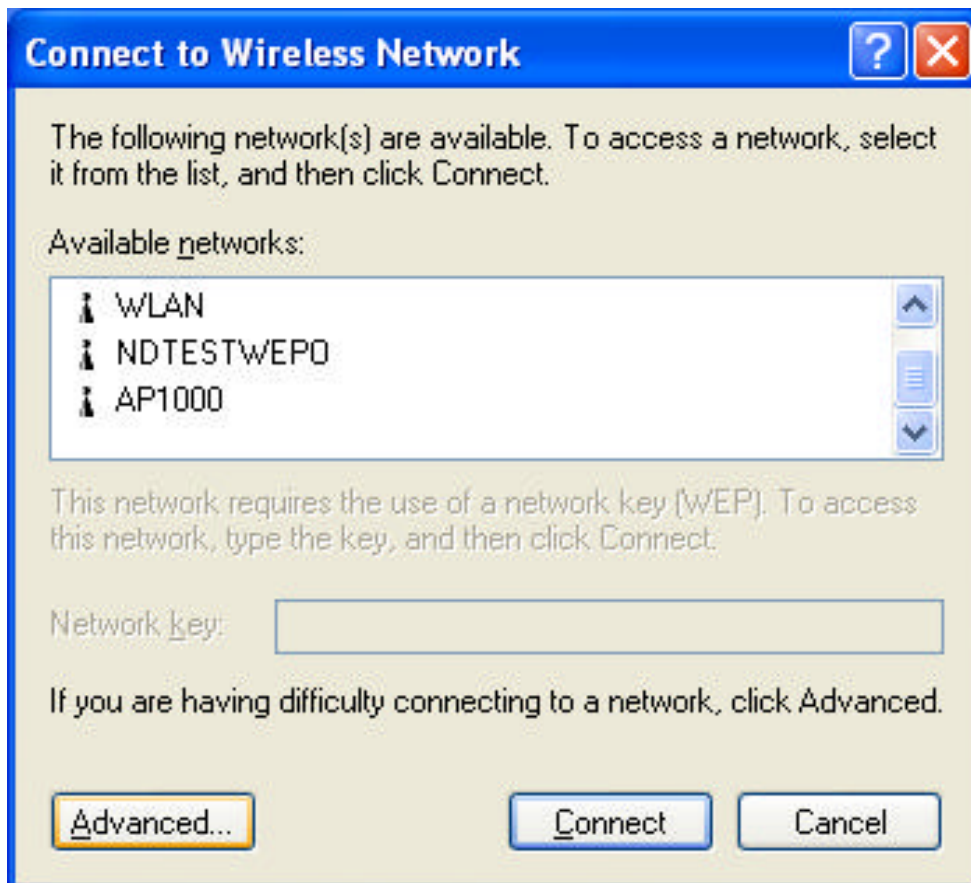 Connect to Wireless Network
The following network(s) are available. To access a network, select
it from the list, and then click Connect.
Available networks:
WLAN
NDTESTWEP0
AP1000
This network requires the use of a network key (WEP). To access
this network, type the key, and then click Connect.
Network key:
If you are having difficulty connecting to a network, click Advanced.
Advanced... Connect Cancel